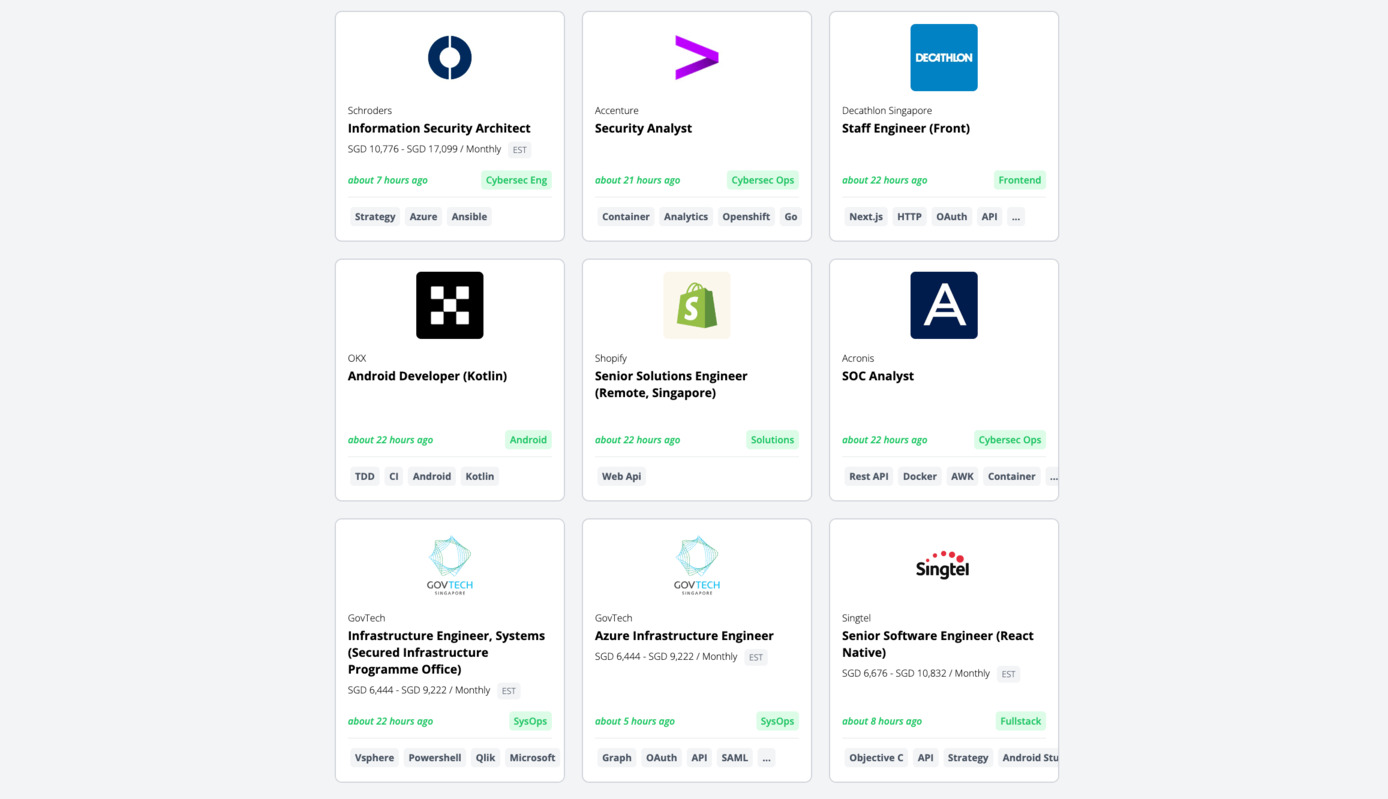 Schroders
Information Security Architect
SGD 10,776 - SGD 17,099 / Monthly EST
about 7 hours ago Cybersec Eng
Strategy Azure Ansible
Accenture
Security Analyst
about 21 hours ago Cybersec Ops
Container Analytics Openshift Go
DECATHLON
Decathlon Singapore
Staff Engineer (Front)
about 22 hours ago Frontend
Next.js HTTP OAuth API ...
OKX
Android Developer (Kotlin)
about 22 hours ago Android
TDD CI Android Kotlin
S
Shopify
Senior Solutions Engineer
(Remote, Singapore)
about 22 hours ago Solutions
Web Api
A
Acronis
SOC Analyst
about 22 hours ago Cybersec Ops
Rest API Docker AWK Container ...
GOVTECH
SINGAPORE
GovTech
Infrastructure Engineer, Systems
(Secured Infrastructure
Programme Office)
SGD 6,444 - SGD 9,222 / Monthly EST
about 22 hours ago SysOps
Vsphere Powershell Qlik Microsoft
GOVTECH
SINGAPORE
GovTech
Azure Infrastructure Engineer
SGD 6,444 - SGD 9,222 / Monthly EST
about 5 hours ago SysOps
Graph OAuth API SAML ...
Singtel
Singtel
Senior Software Engineer (React
Native)
SGD 6,676 - SGD 10,832 / Monthly EST
about 8 hours ago Fullstack
Objective C API Strategy Android Stu